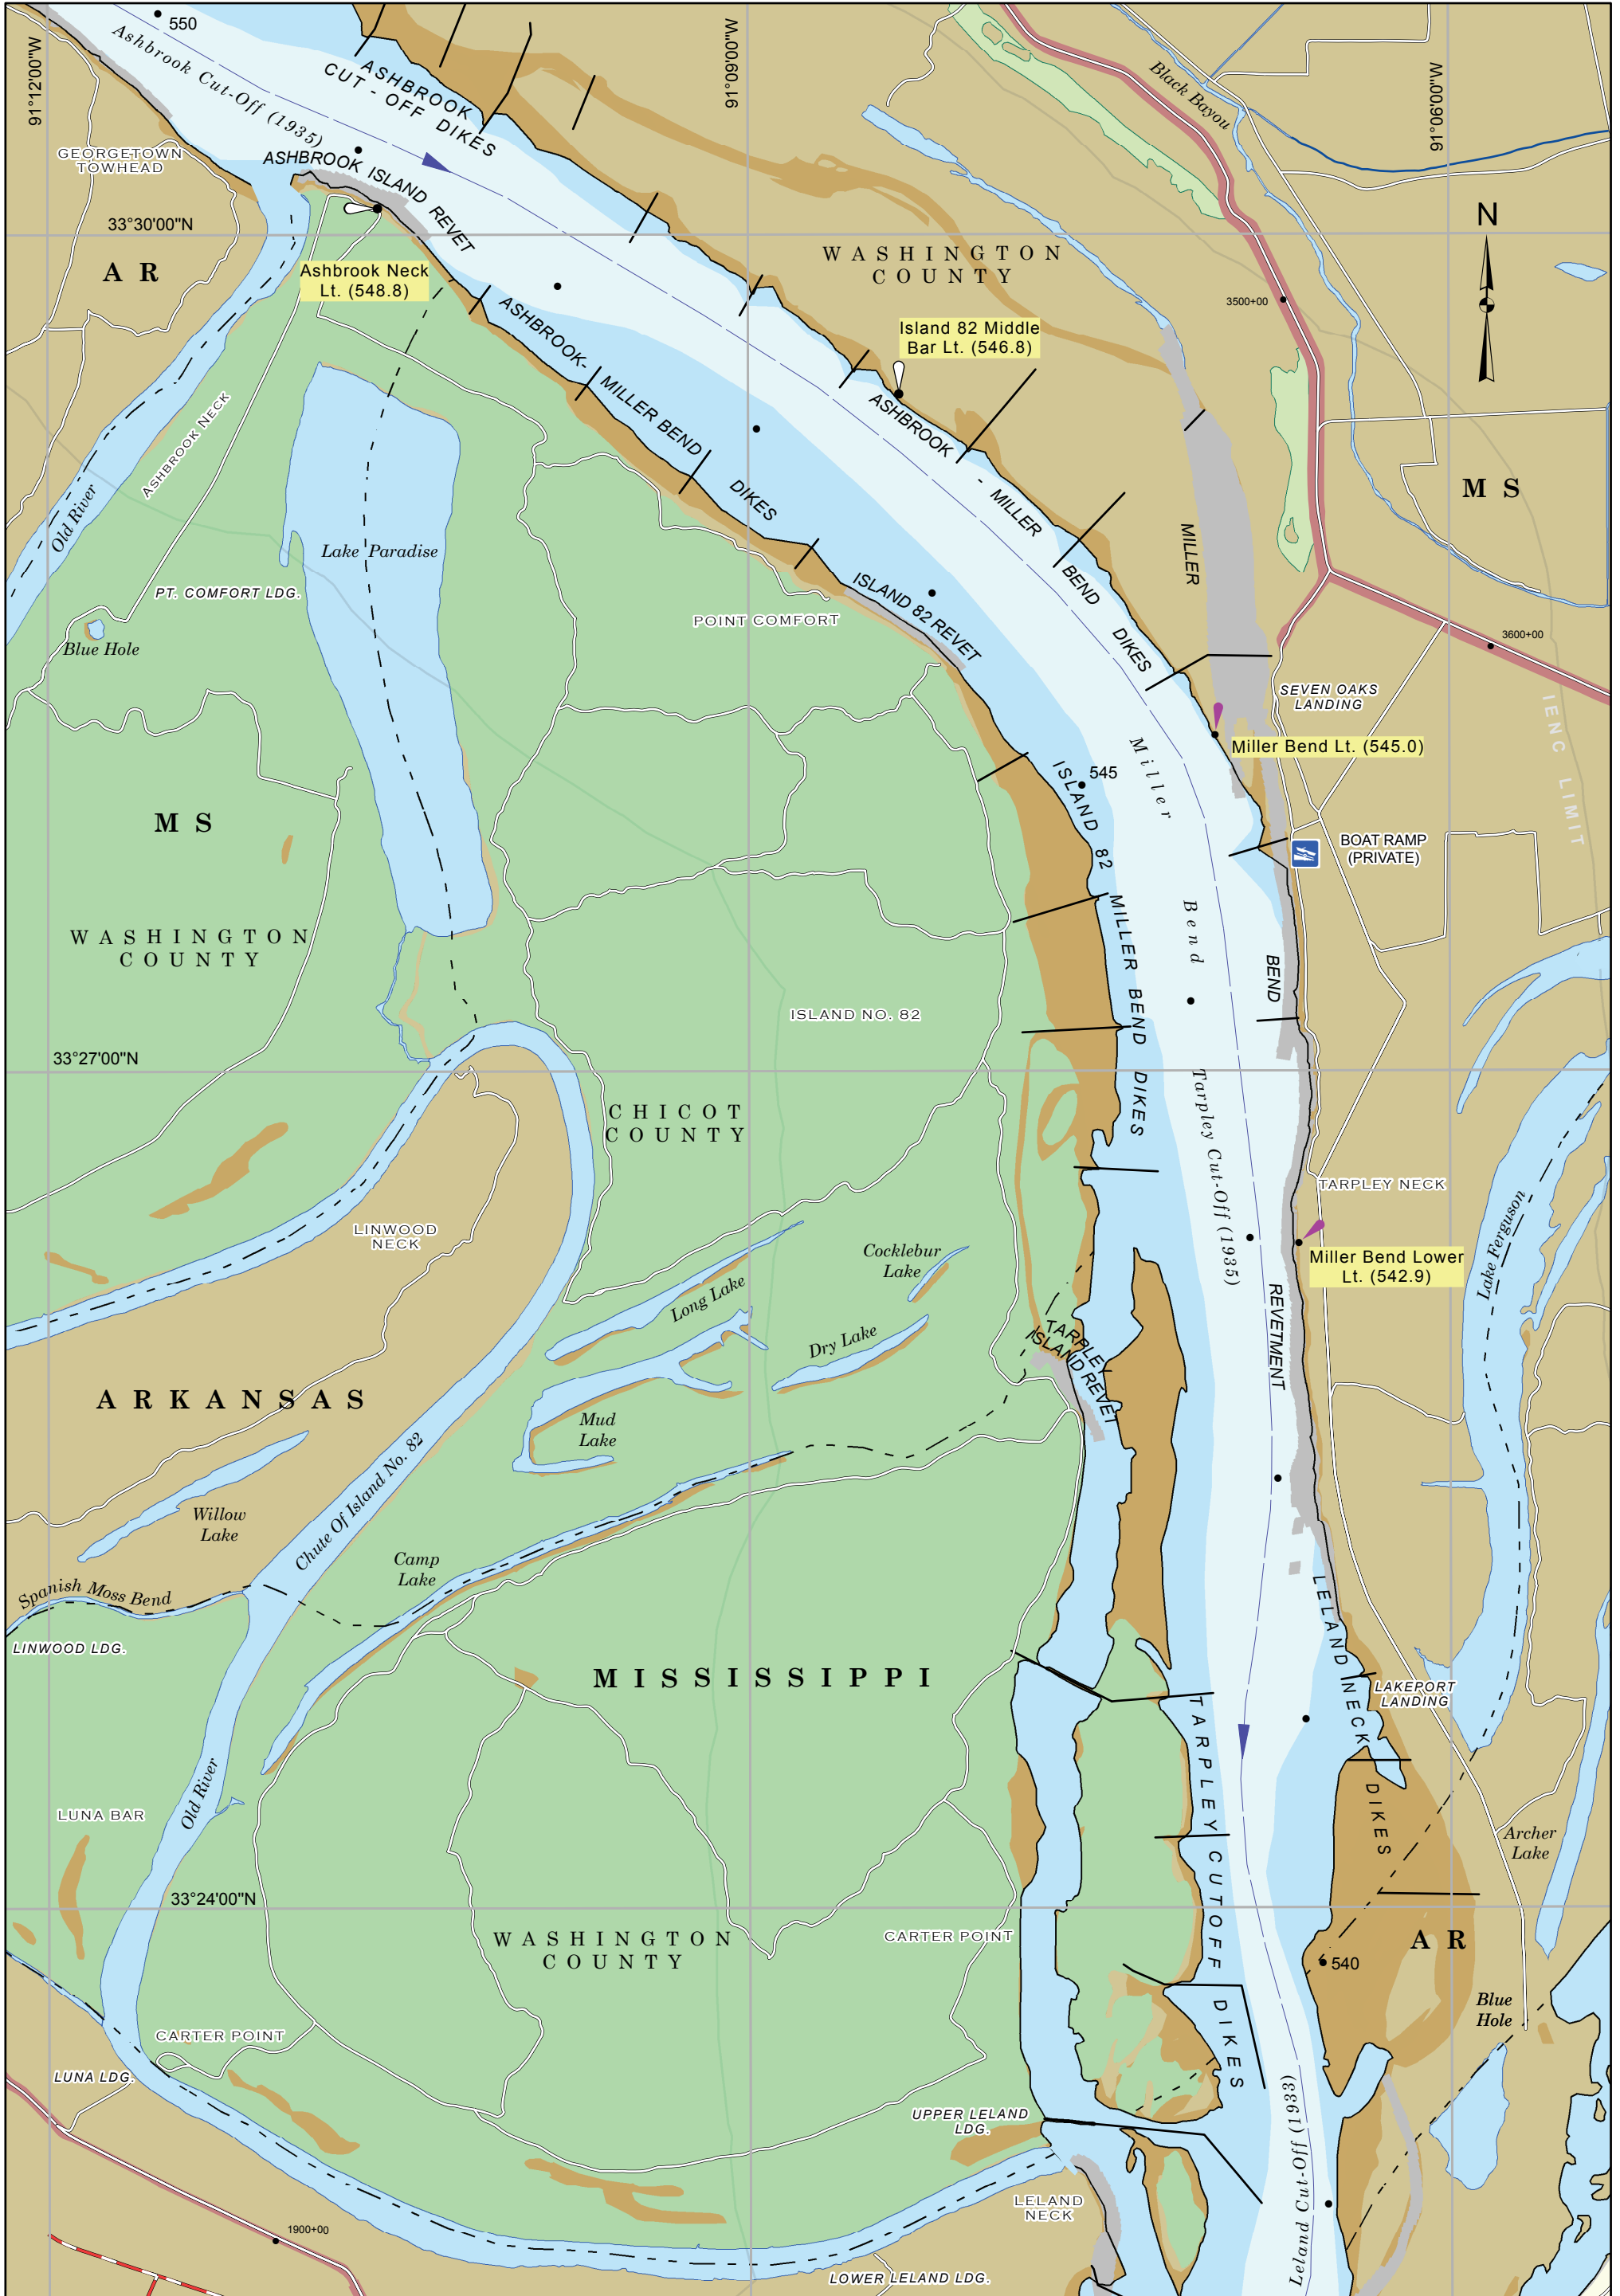 550
Ashbrook Cut-Off (1935)
91°12'0.0"W
91°09'00"W
91°06'0.0"W
ASHBROOK
CUT - OFF DIKES
Black Bayou
GEORGETOWN
TOWHEAD
ASHBROOK ISLAND REVET
33°30'00"N
N
A R
Ashbrook Neck
Lt. (548.8)
WASHINGTON
COUNTY
3500+00
ASHBROOK-
MILLER BEND
DIKES
Island 82 Middle
Bar Lt. (546.8)
ASHBROOK
- MILLER
BEND
DIKES
ASHBROOK NECK
Old River
M S
MILLER
Lake Paradise
PT. COMFORT LDG.
ISLAND 82 REVET
POINT COMFORT
Blue Hole
3600+00
SEVEN OAKS
LANDING
IENC LIMIT
Miller Bend Lt. (545.0)
Miller
545
ISLAND 82
M S
BOAT RAMP
(PRIVATE)
Bend
MILLER BEND DIKES
WASHINGTON
COUNTY
BEND
ISLAND NO. 82
33°27'00"N
Tarpley Cut-Off (1935)
CHICOT
COUNTY
TARPLEY NECK
LINWOOD
NECK
Lake Ferguson
Cocklebur
Lake
Miller Bend Lower
Lt. (542.9)
Long Lake
REVETMENT
TARPLEY
ISLAND REVET
Dry Lake
ARKANSAS
Mud
Lake
Chute Of Island No. 82
Willow
Lake
Camp
Lake
Spanish Moss Bend
LELAND NECK
LINWOOD LDG.
MISSISSIPPI
LAKEPORT
LANDING
TARPLEY CUTOFF
DIKES
Old River
LUNA BAR
DIKES
Archer
Lake
33°24'00"N
WASHINGTON
COUNTY
CARTER POINT
A R
540
Blue
Hole
CARTER POINT
LUNA LDG.
UPPER LELAND
LDG.
Leland Cut-Off (1933)
LELAND
NECK
1900+00
LOWER LELAND LDG.